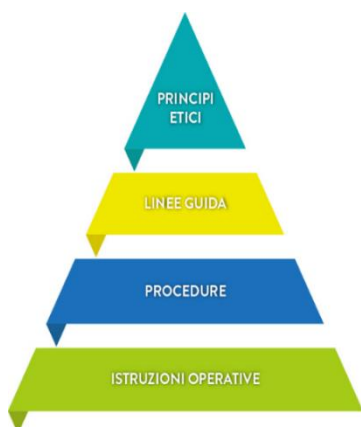 PRINCIPI
ETICI
LINEE GUIDA
PROCEDURE
ISTRUZIONI OPERATIVE